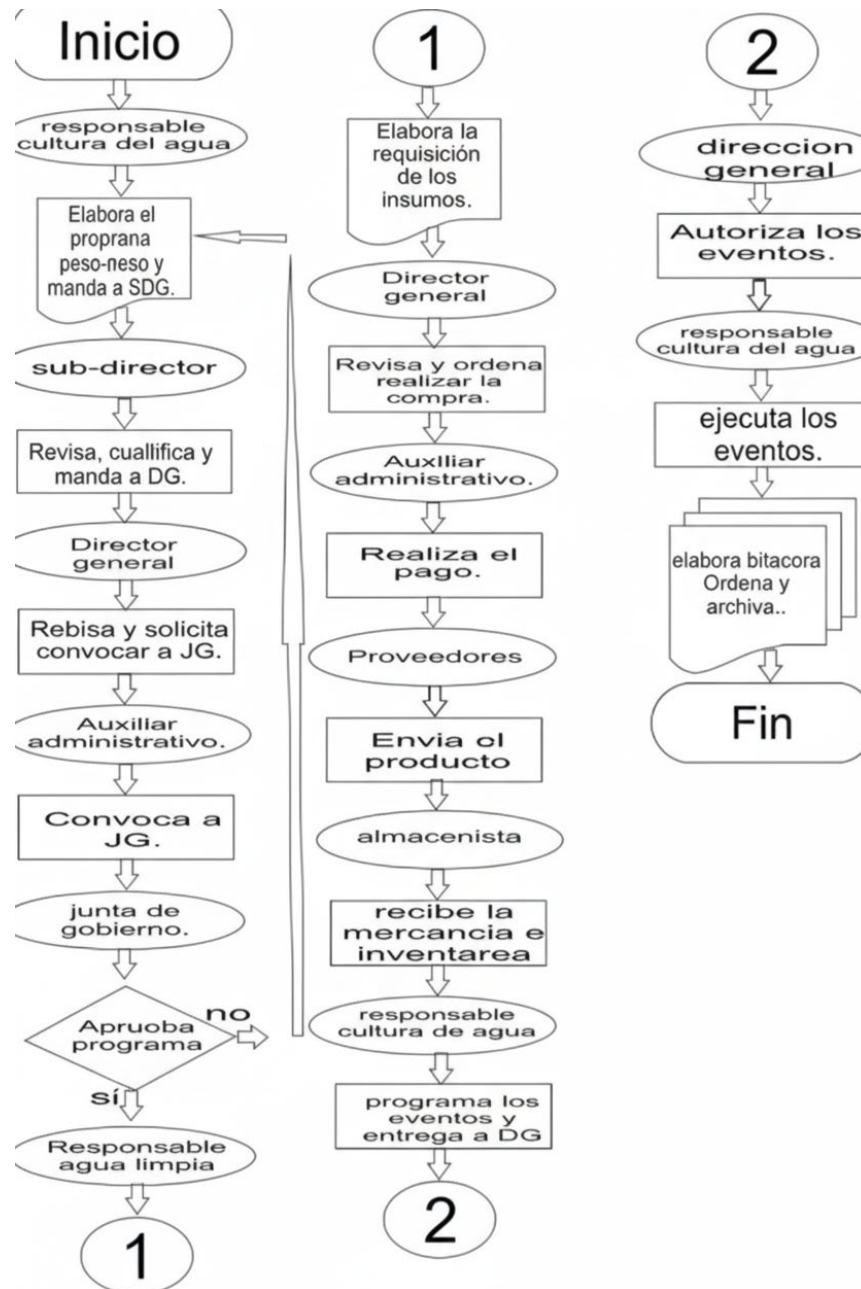 Inicio
responsable
cultura del agua
Elabora el
proprana
peso-neso y
manda a SDG.
sub-director
Revisa, cuallifica y
manda a DG.
Director
general
Rebisa y solicita
convocar a JG.
Auxiliar
administrativo.
Convoca a
JG.
junta de
gobierno.
Apruoba
programa
no
sí
Responsable
agua limpia
1
1
Elabora la
requisición
de los
insumos.
Director
general
Revisa y ordena
realizar la
compra.
Auxiliar
administrativo.
Realiza el
pago.
Proveedores
Envia ol
producto
almacenista
recibe la
mercancia e
inventarea
responsable
cultura de agua
programa los
eventos y
entrega a DG
2
2
direccion
general
Autoriza los
eventos.
responsable
cultura del agua
ejecuta los
eventos.
elabora bitacora
Ordena y
archiva..
Fin